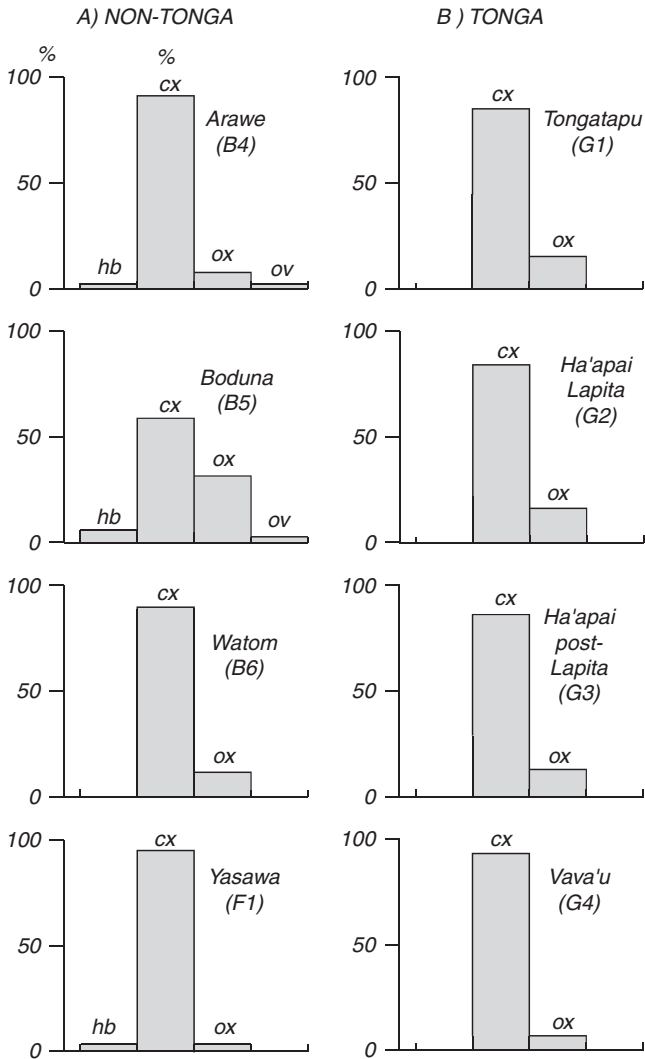 A) NON-TONGA
B ) TONGA
%
%
100
50
0
hb
cx
ox
ov
Arawe
(B4)
100
50
0
cx
ox
Tongatapu
(G1)
100
50
0
hb
cx
ox
ov
Boduna
(B5)
100
50
0
cx
ox
Ha'apai
Lapita
(G2)
100
50
0
cx
ox
Watom
(B6)
100
50
0
cx
ox
Ha'apai
post-
Lapita
(G3)
100
50
0
hb
cx
ox
Yasawa
(F1)
100
50
0
cx
ox
Vava'u
(G4)